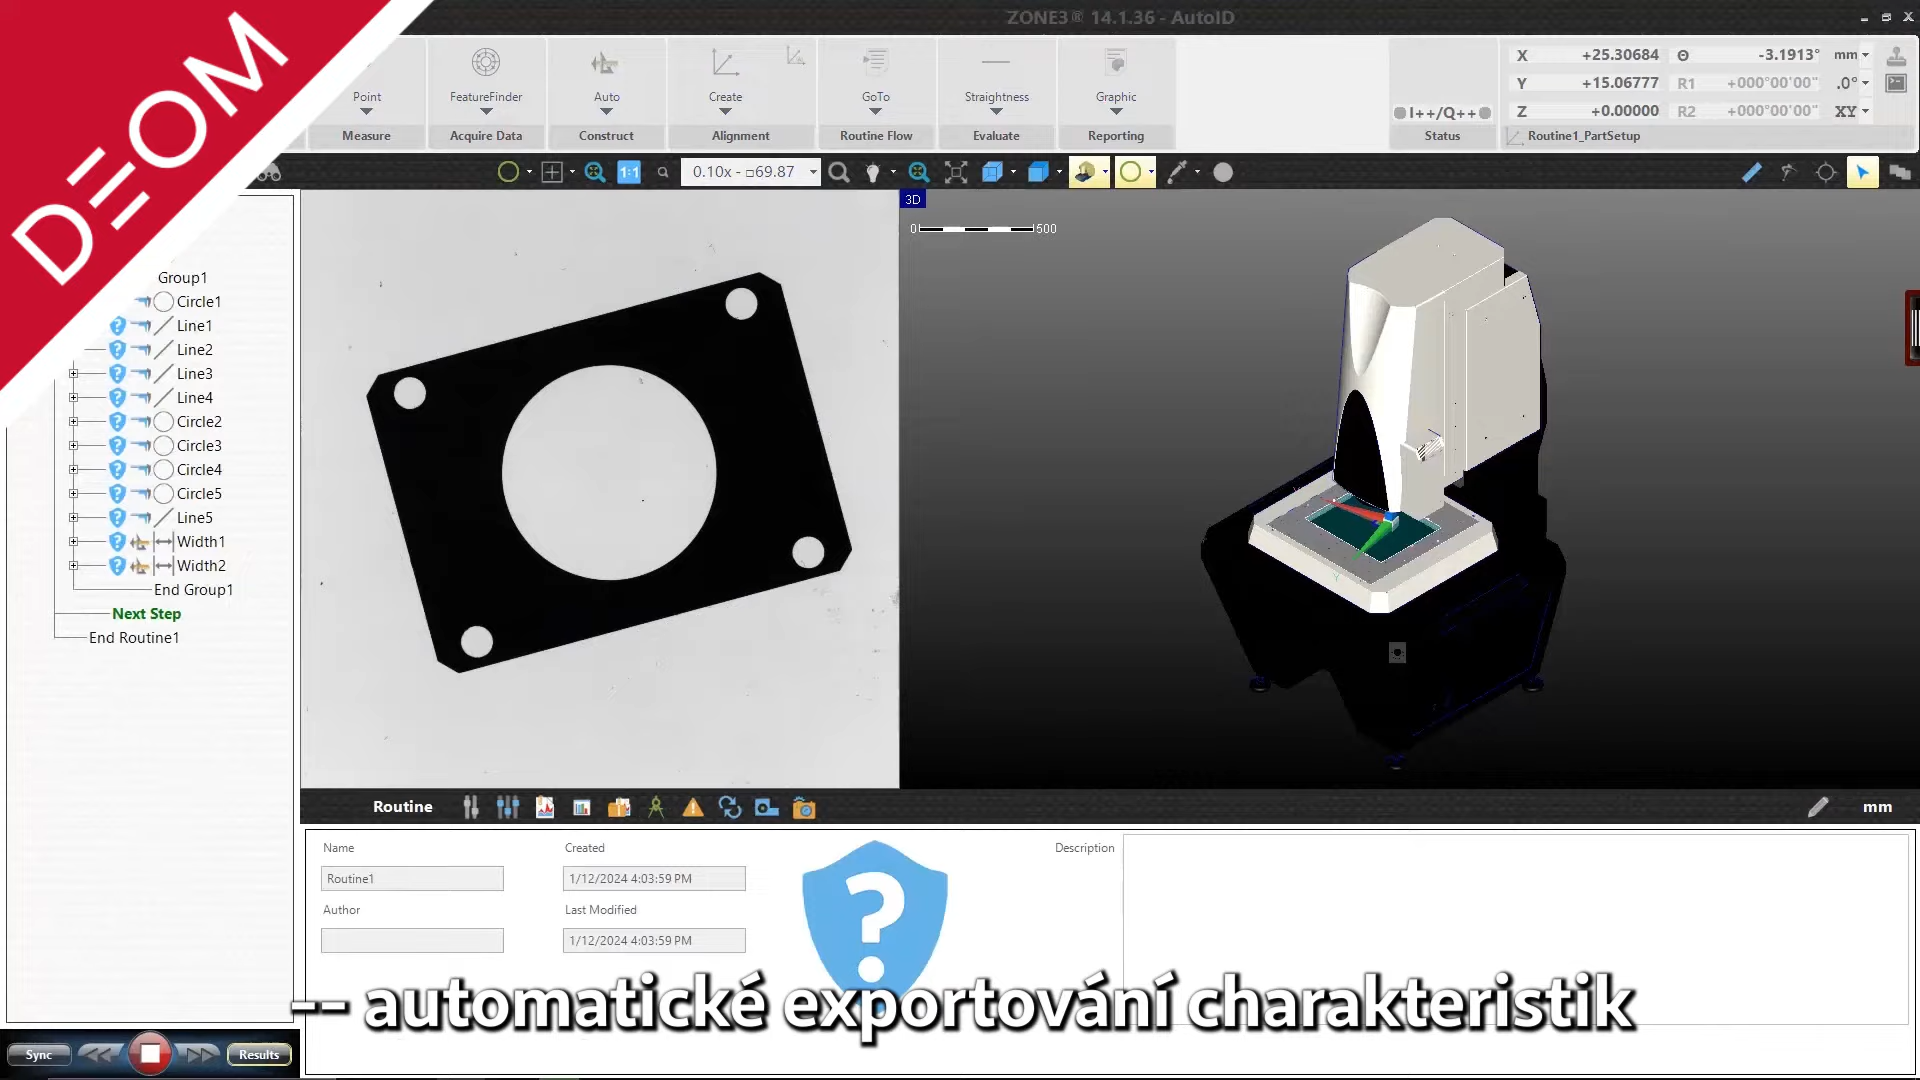 ZONE3® 14.1.36 - AutoID
DEOM
Point
FeatureFinder
Auto
Create
GoTo
Straightness
Graphic
Measure
Acquire Data
Construct
Alignment
Routine Flow
Evaluate
Reporting
I++/Q++
Status
X +25.30684 Θ -3.1913° mm
Y +15.06777 R1 +000°00'00" .0°
Z +0.00000 R2 +000°00'00" XY
Routine1_PartSetup
1:1
0.10x - □69.87
3D
0 500
Group1
Circle1
Line1
Line2
Line3
Line4
Circle2
Circle3
Circle4
Circle5
Line5
Width1
Width2
End Group1
Next Step
End Routine1
Y
Routine
mm
Name
Created
Description
Routine1
1/12/2024 4:03:59 PM
Author
Last Modified
1/12/2024 4:03:59 PM
?
-- automatické exportování charakteristik
Sync
Results